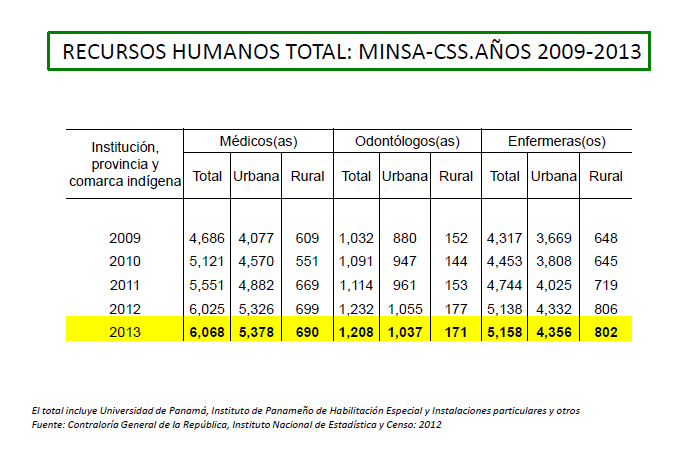 RECURSOS HUMANOS TOTAL: MINSA-CSS.AÑOS 2009-2013
Institución, provincia y comarca indígena Médicos(as) Odontólogos(as) Enfermeras(os)
Total Urbana Rural Total Urbana Rural Total Urbana Rural
2009 4,686 4,077 609 1,032 880 152 4,317 3,669 648
2010 5,121 4,570 551 1,091 947 144 4,453 3,808 645
2011 5,551 4,882 669 1,114 961 153 4,744 4,025 719
2012 6,025 5,326 699 1,232 1,055 177 5,138 4,332 806
2013 6,068 5,378 690 1,208 1,037 171 5,158 4,356 802
El total incluye Universidad de Panamá, Instituto de Panameño de Habilitación Especial y Instalaciones particulares y otros
Fuente: Contraloría General de la República, Instituto Nacional de Estadística y Censo: 2012